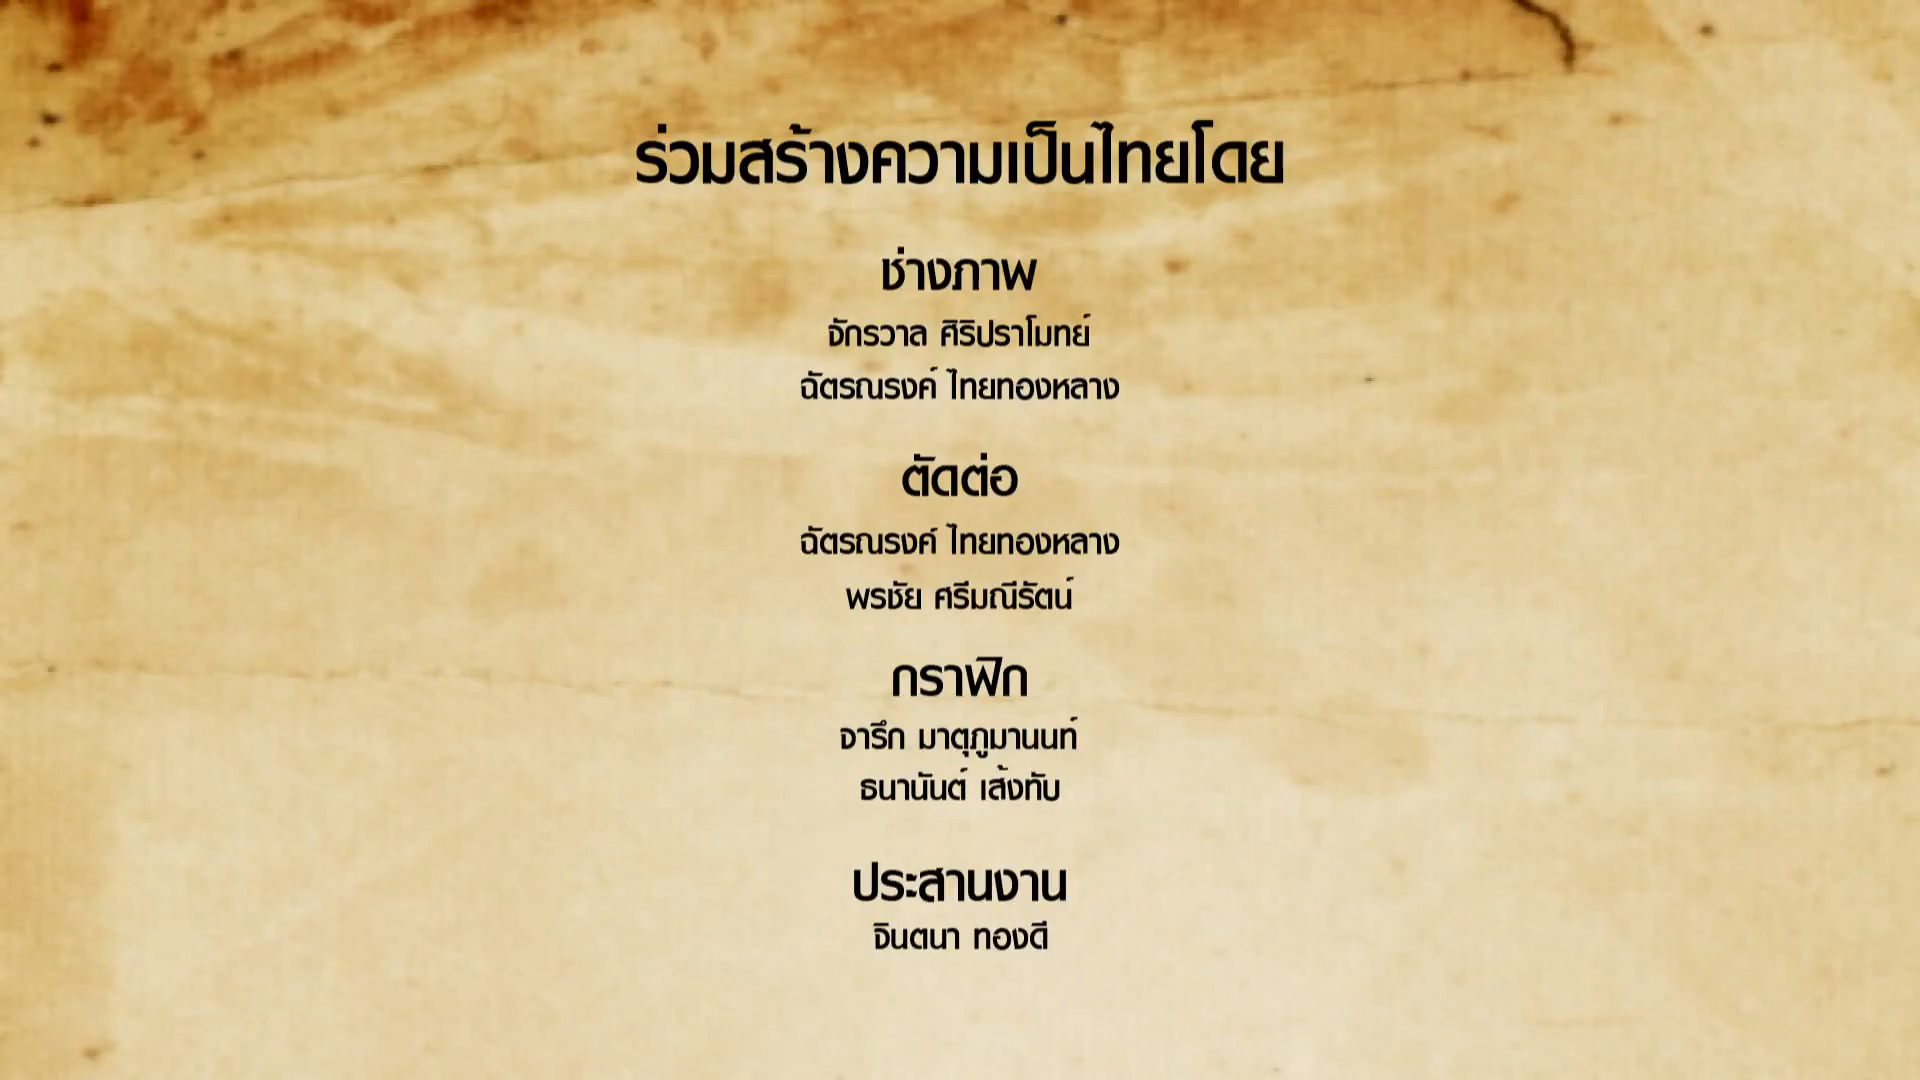 ร่วมสร้างความเป็นไทยโดย
ช่างภาพ
จักรวาล ศิริปราโมทย์
ฉัตรณรงค์ ไทยทองหลาง
ตัดต่อ
ฉัตรณรงศ์ ไทยทองหลาง
พรชัย ศรีมณีรัตน์
กราฟิก
จารึก มาตุภูมานนท์
ธนานันต์ เส้งทับ
ประสานงาน
จินตนา ทองดี